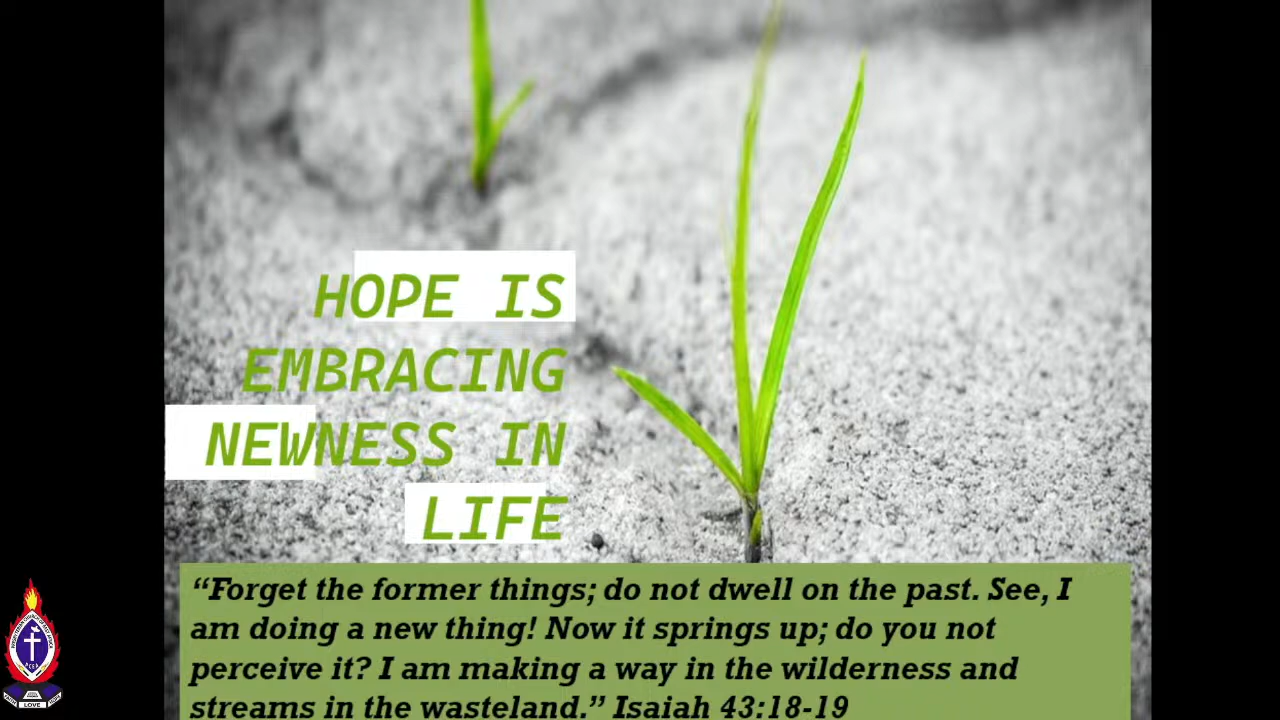 HOPE IS
EMBRACING
NEWNESS IN
LIFE
“Forget the former things; do not dwell on the past. See, I
am doing a new thing! Now it springs up; do you not
perceive it? I am making a way in the wilderness and
streams in the wasteland.” Isaiah 43:18-19
LOVE